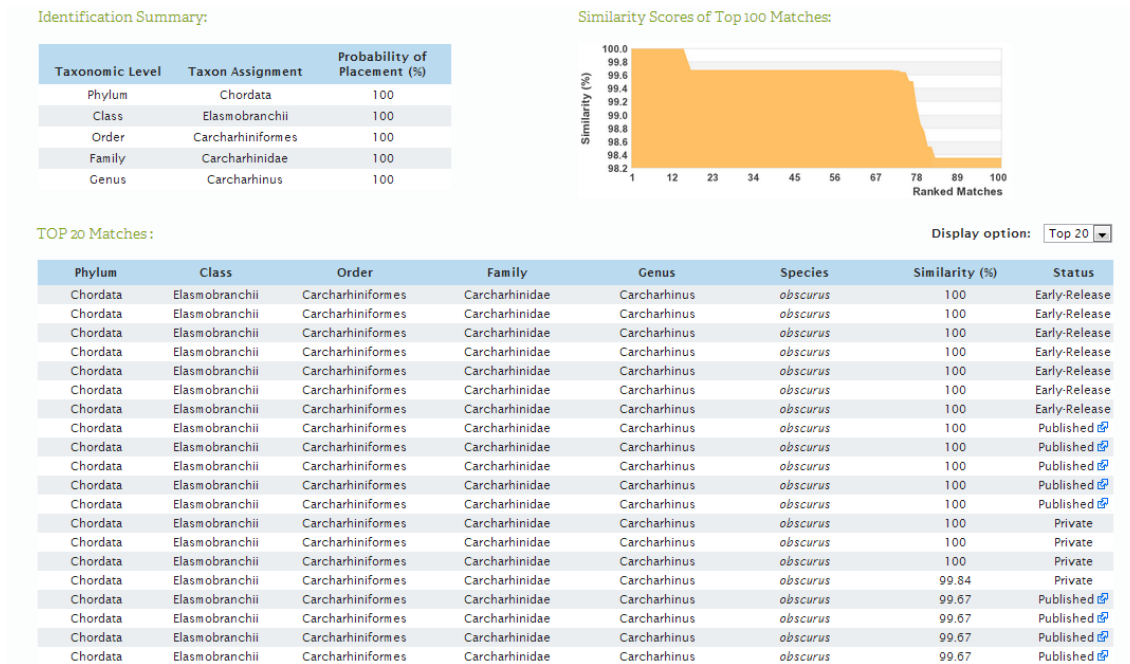 Identification Summary:
Taxonomic Level Taxon Assignment Probability of Placement (%)
Phylum Chordata 100
Class Elasmobranchii 100
Order Carcharhiniformes 100
Family Carcharhinidae 100
Genus Carcharhinus 100
Similarity Scores of Top 100 Matches:
Similarity (%)
100.0
99.8
99.6
99.4
99.2
99.0
98.8
98.6
98.4
98.2
1 12 23 34 45 56 67 78 89 100
Ranked Matches
TOP 20 Matches :
Display option: Top 20
Phylum Class Order Family Genus Species Similarity (%) Status
Chordata Elasmobranchii Carcharhiniformes Carcharhinidae Carcharhinus obscurus 100 Early-Release
Chordata Elasmobranchii Carcharhiniformes Carcharhinidae Carcharhinus obscurus 100 Early-Release
Chordata Elasmobranchii Carcharhiniformes Carcharhinidae Carcharhinus obscurus 100 Early-Release
Chordata Elasmobranchii Carcharhiniformes Carcharhinidae Carcharhinus obscurus 100 Early-Release
Chordata Elasmobranchii Carcharhiniformes Carcharhinidae Carcharhinus obscurus 100 Early-Release
Chordata Elasmobranchii Carcharhiniformes Carcharhinidae Carcharhinus obscurus 100 Early-Release
Chordata Elasmobranchii Carcharhiniformes Carcharhinidae Carcharhinus obscurus 100 Early-Release
Chordata Elasmobranchii Carcharhiniformes Carcharhinidae Carcharhinus obscurus 100 Published
Chordata Elasmobranchii Carcharhiniformes Carcharhinidae Carcharhinus obscurus 100 Published
Chordata Elasmobranchii Carcharhiniformes Carcharhinidae Carcharhinus obscurus 100 Published
Chordata Elasmobranchii Carcharhiniformes Carcharhinidae Carcharhinus obscurus 100 Published
Chordata Elasmobranchii Carcharhiniformes Carcharhinidae Carcharhinus obscurus 100 Published
Chordata Elasmobranchii Carcharhiniformes Carcharhinidae Carcharhinus obscurus 100 Private
Chordata Elasmobranchii Carcharhiniformes Carcharhinidae Carcharhinus obscurus 100 Private
Chordata Elasmobranchii Carcharhiniformes Carcharhinidae Carcharhinus obscurus 100 Private
Chordata Elasmobranchii Carcharhiniformes Carcharhinidae Carcharhinus obscurus 99.84 Private
Chordata Elasmobranchii Carcharhiniformes Carcharhinidae Carcharhinus obscurus 99.67 Published
Chordata Elasmobranchii Carcharhiniformes Carcharhinidae Carcharhinus obscurus 99.67 Published
Chordata Elasmobranchii Carcharhiniformes Carcharhinidae Carcharhinus obscurus 99.67 Published
Chordata Elasmobranchii Carcharhiniformes Carcharhinidae Carcharhinus obscurus 99.67 Published